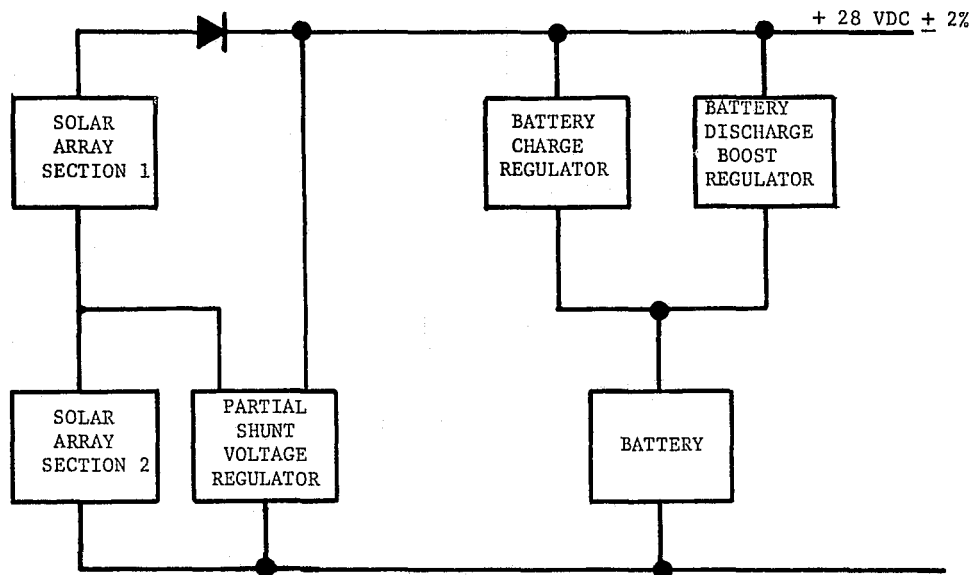 + 28 VDC ± 2%
SOLAR
ARRAY
SECTION 1
BATTERY
CHARGE
REGULATOR
BATTERY
DISCHARGE
BOOST
REGULATOR
SOLAR
ARRAY
SECTION 2
PARTIAL
SHUNT
VOLTAGE
REGULATOR
BATTERY